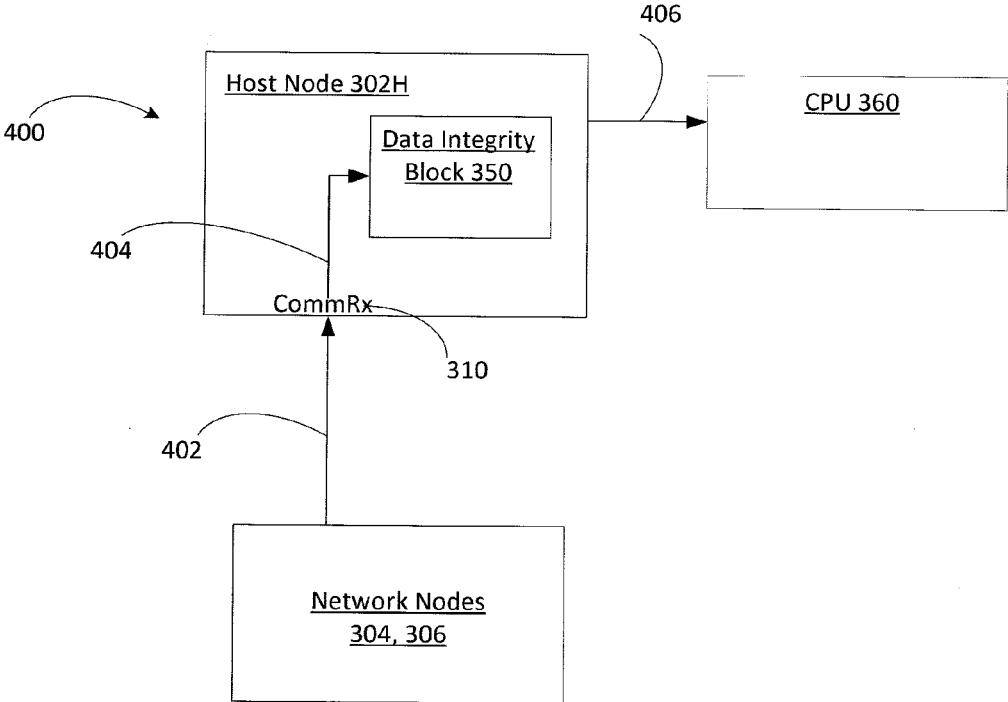 406
Host Node 302H
CPU 360
400
Data Integrity
Block 350
404
CommRx
310
402
Network Nodes
304, 306